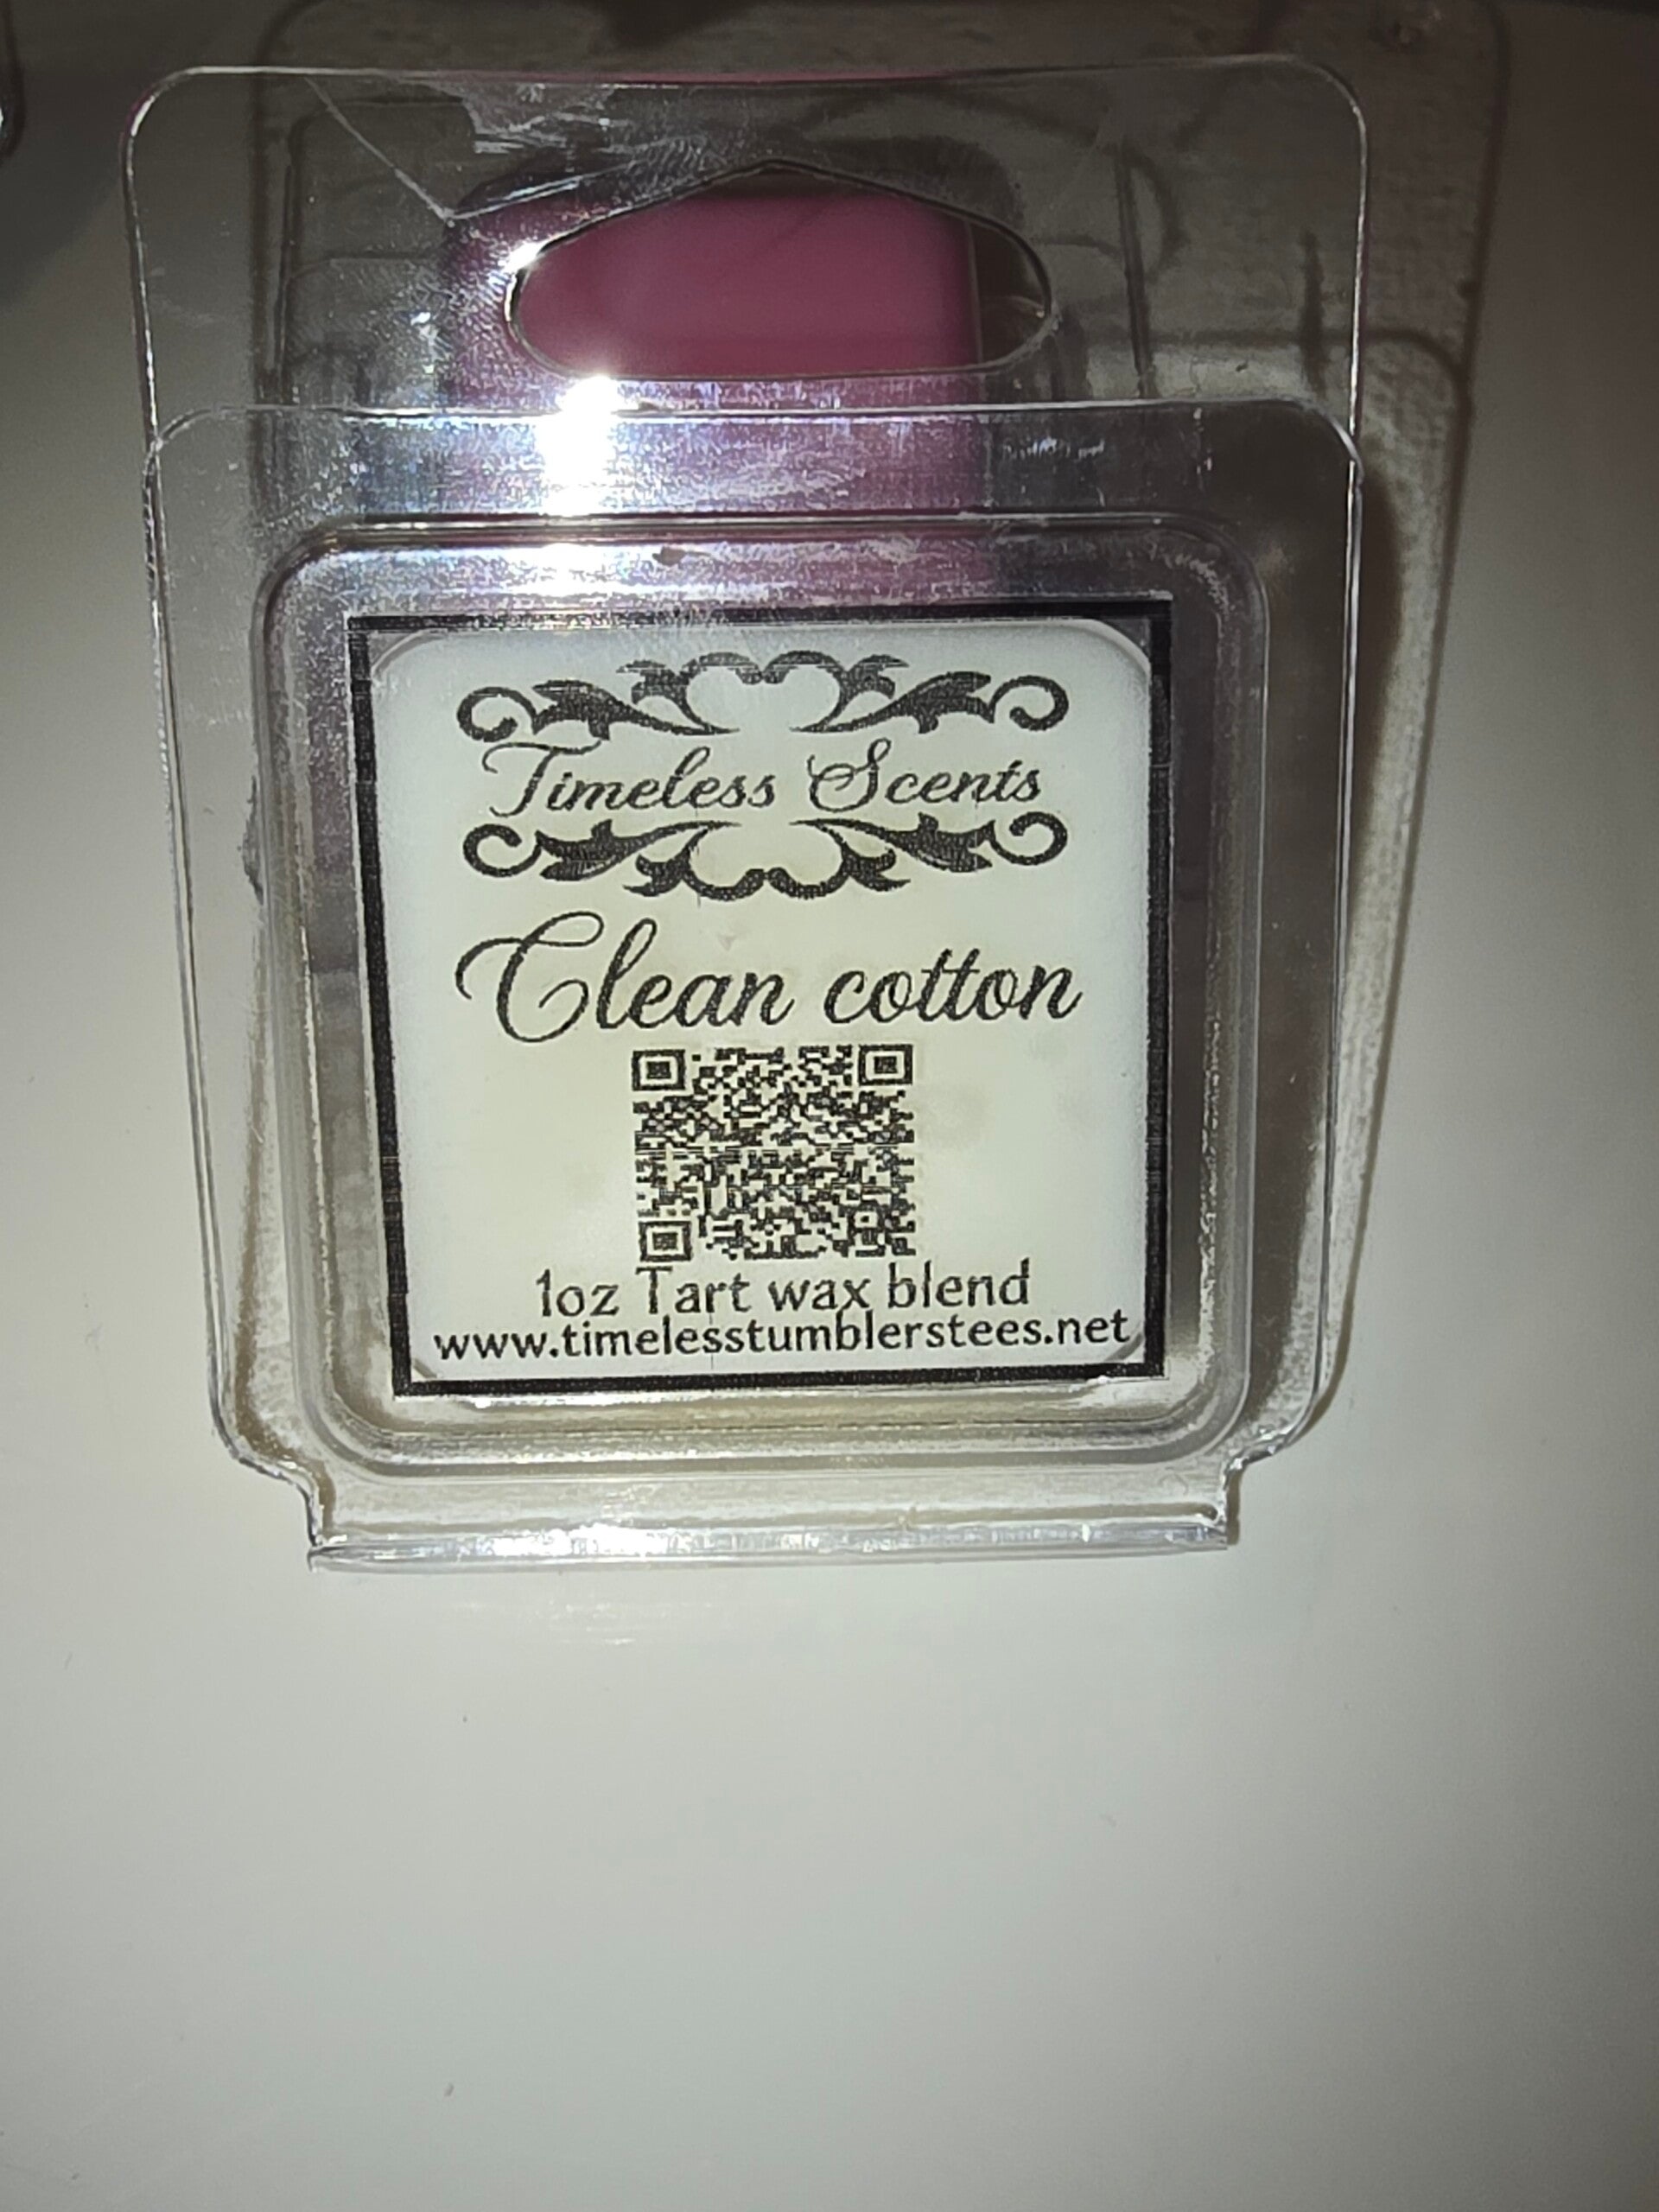 Timeless Scents
Clean cotton
1oz Tart wax blend
www.timelesstumblerstees.net